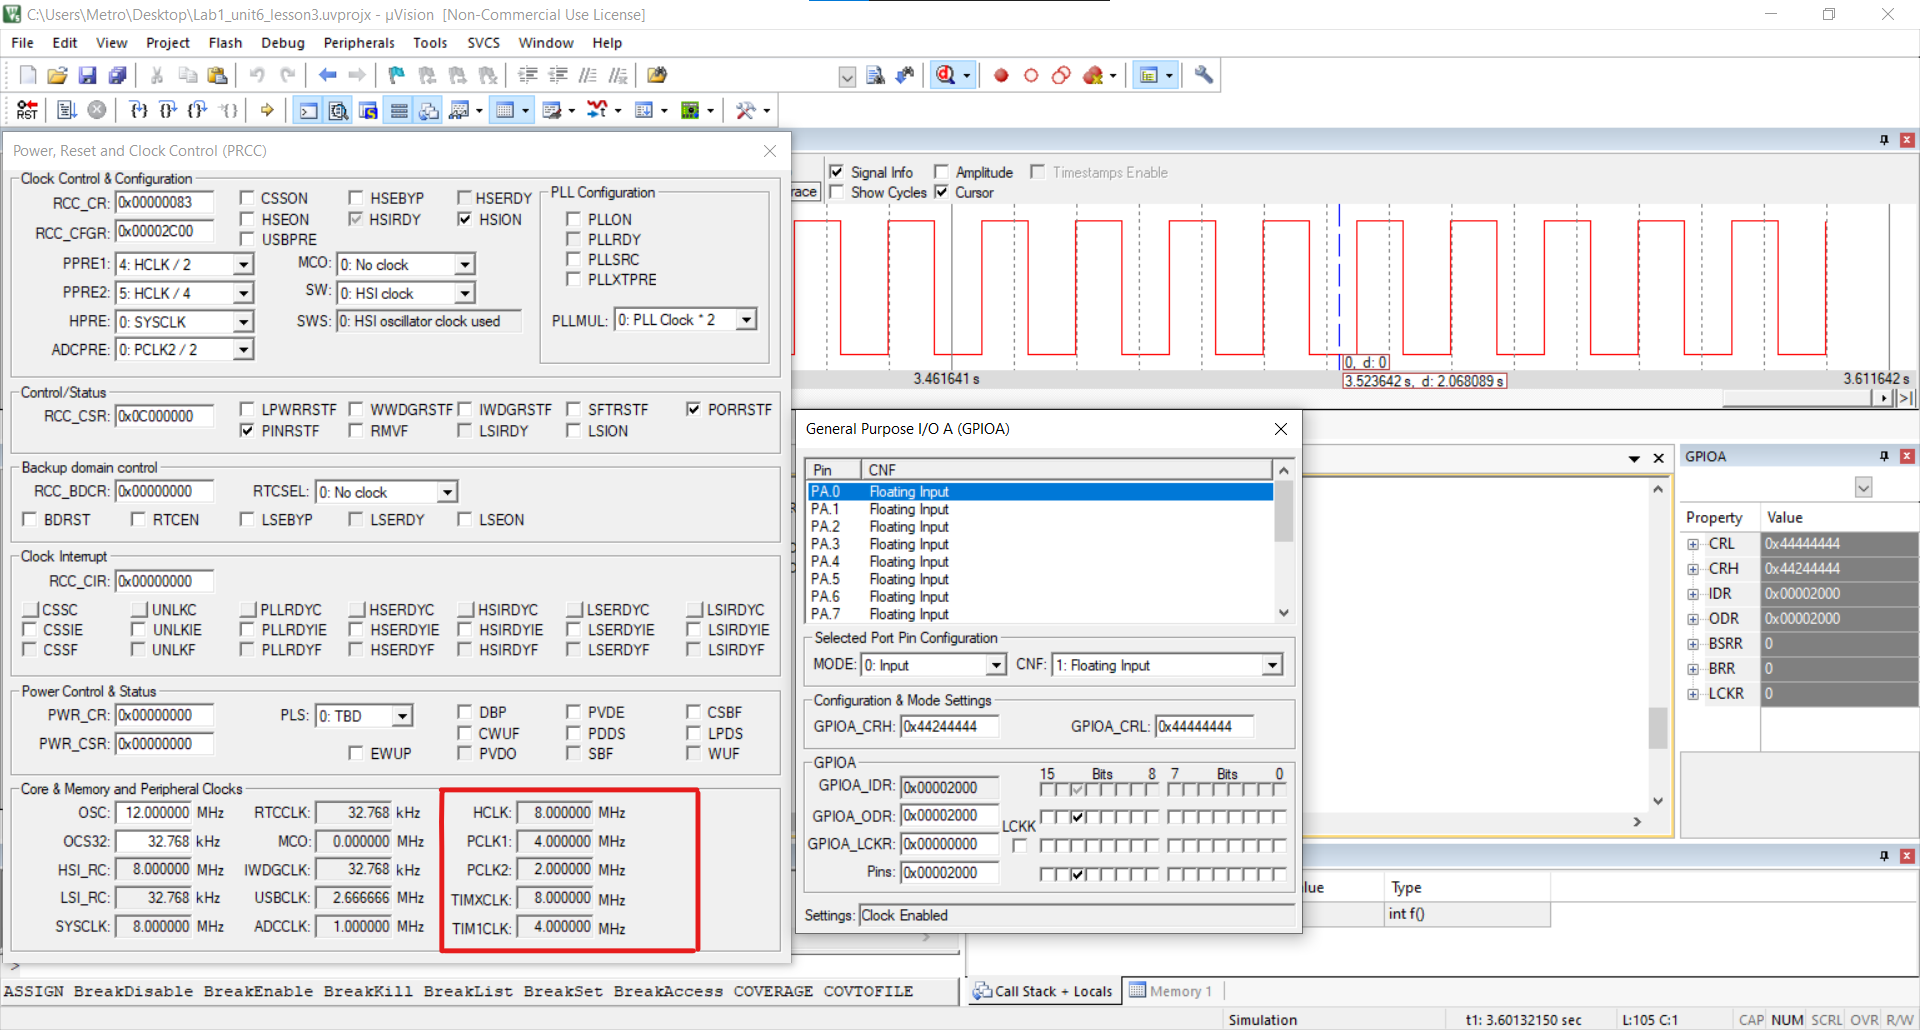 C:\Users\Metro\Desktop\Lab1_unit6_lesson3.uvprojx - µVision  [Non-Commercial Use License]
File Edit View Project Flash Debug Peripherals Tools SVCS Window Help
RST
Power, Reset and Clock Control (PRCC)
Clock Control & Configuration
RCC_CR: 0x00000083 CSSON HSEBYP HSERDY
HSEON HSIRDY HSION
RCC_CFGR: 0x00002C00 USBPRE
PPRE1: 4: HCLK / 2 MCO: 0: No clock
PPRE2: 5: HCLK / 4 SW: 0: HSI clock
HPRE: 0: SYSCLK SWS: 0: HSI oscillator clock used
ADCPRE: 0: PCLK2 / 2
PLL Configuration
PLLON
PLLRDY
PLLSRC
PLLXTPRE
PLLMUL: 0: PLL Clock * 2
Control/Status
RCC_CSR: 0x0C000000 LPWRRSTF WWDGRSTF IWDGRSTF SFTRSTF PORRSTF
PINRSTF RMVF LSIRDY LSION
Backup domain control
RCC_BDCR: 0x00000000 RTCSEL: 0: No clock
BDRST RTCEN LSEBYP LSERDY LSEON
Clock Interrupt
RCC_CIR: 0x00000000
CSSC UNLKC PLLRDYC HSERDYC HSIRDYC LSERDYC LSIRDYC
CSSIE UNLKIE PLLRDYIE HSERDYIE HSIRDYIE LSERDYIE LSIRDYIE
CSSF UNLKF PLLRDYF HSERDYF HSIRDYF LSERDYF LSIRDYF
Power Control & Status
PWR_CR: 0x00000000 PLS: 0: TBD DBP PVDE CSBF
CWUF PDDS LPDS
PWR_CSR: 0x00000000 EWUP PVDO SBF WUF
Core & Memory and Peripheral Clocks
OSC: 12.000000 MHz RTCCLK: 32.768 kHz HCLK: 8.000000 MHz
OCS32: 32.768 kHz MCO: 0.000000 MHz PCLK1: 4.000000 MHz
HSI_RC: 8.000000 MHz IWDGCLK: 32.768 kHz PCLK2: 2.000000 MHz
LSI_RC: 32.768 kHz USBCLK: 2.666666 MHz TIMXCLK: 8.000000 MHz
SYSCLK: 8.000000 MHz ADCCLK: 1.000000 MHz TIM1CLK: 4.000000 MHz
race
Signal Info Amplitude Timestamps Enable
Show Cycles Cursor
0, d: 0
3.461641 s 3.523642 s, d: 2.068089 s 3.611642 s
General Purpose I/O A (GPIOA)
Pin CNF
PA.0 Floating Input
PA.1 Floating Input
PA.2 Floating Input
PA.3 Floating Input
PA.4 Floating Input
PA.5 Floating Input
PA.6 Floating Input
PA.7 Floating Input
Selected Port Pin Configuration
MODE: 0: Input CNF: 1: Floating Input
Configuration & Mode Settings
GPIOA_CRH: 0x44244444 GPIOA_CRL: 0x44444444
GPIOA
15 Bits 8 7 Bits 0
GPIOA_IDR: 0x00002000
GPIOA_ODR: 0x00002000
LCKK
GPIOA_LCKR: 0x00000000
Pins: 0x00002000
Settings: Clock Enabled
GPIOA
Property Value
CRL 0x44444444
CRH 0x44244444
IDR 0x00002000
ODR 0x00002000
BSRR 0
BRR 0
LCKR 0
lue Type
int f()
>
ASSIGN BreakDisable BreakEnable BreakKill BreakList BreakSet BreakAccess COVERAGE COVTOFILE
Call Stack + Locals Memory 1
Simulation t1: 3.60132150 sec L:105 C:1 CAP NUM SCRL OVR R/W